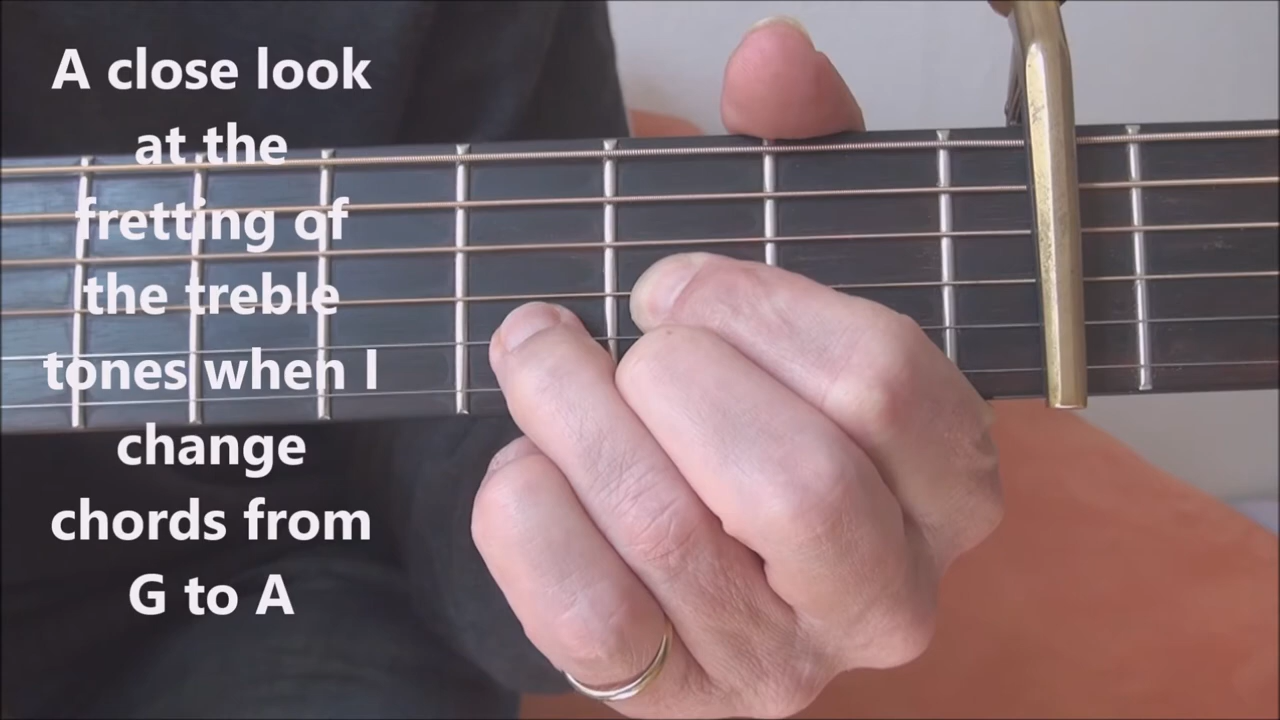 A close look
at the
fretting of
the treble
tones when I
change
chords from
G to A